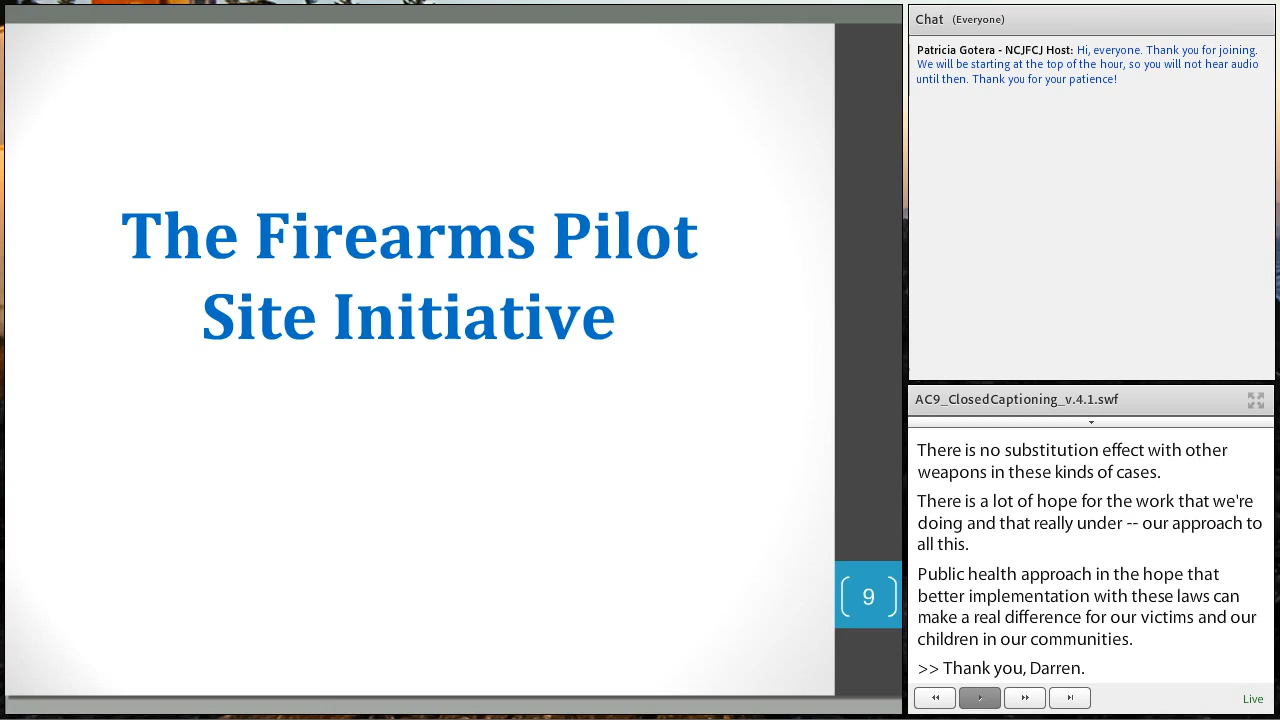 The Firearms Pilot
Site Initiative
9
Chat (Everyone)
Patricia Gotera - NCJFCJ Host: Hi, everyone. Thank you for joining.
We will be starting at the top of the hour, so you will not hear audio
until then. Thank you for your patience!
AC9_ClosedCaptioning_v.4.1.swf
There is no substitution effect with other
weapons in these kinds of cases.
There is a lot of hope for the work that we're
doing and that really under -- our approach to
all this.
Public health approach in the hope that
better implementation with these laws can
make a real difference for our victims and our
children in our communities.
>> Thank you, Darren.
Live